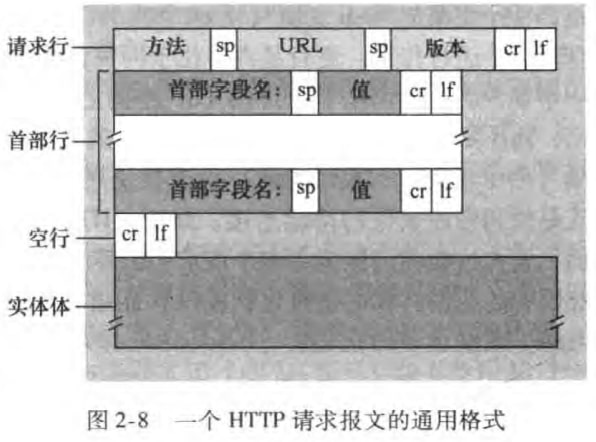 请求行 方法 sp URL sp 版本 cr lf
首部字段名: sp 值 cr lf
首部行
首部字段名: sp 值 cr lf
空行 cr lf
实体体
图 2-8 一个 HTTP 请求报文的通用格式